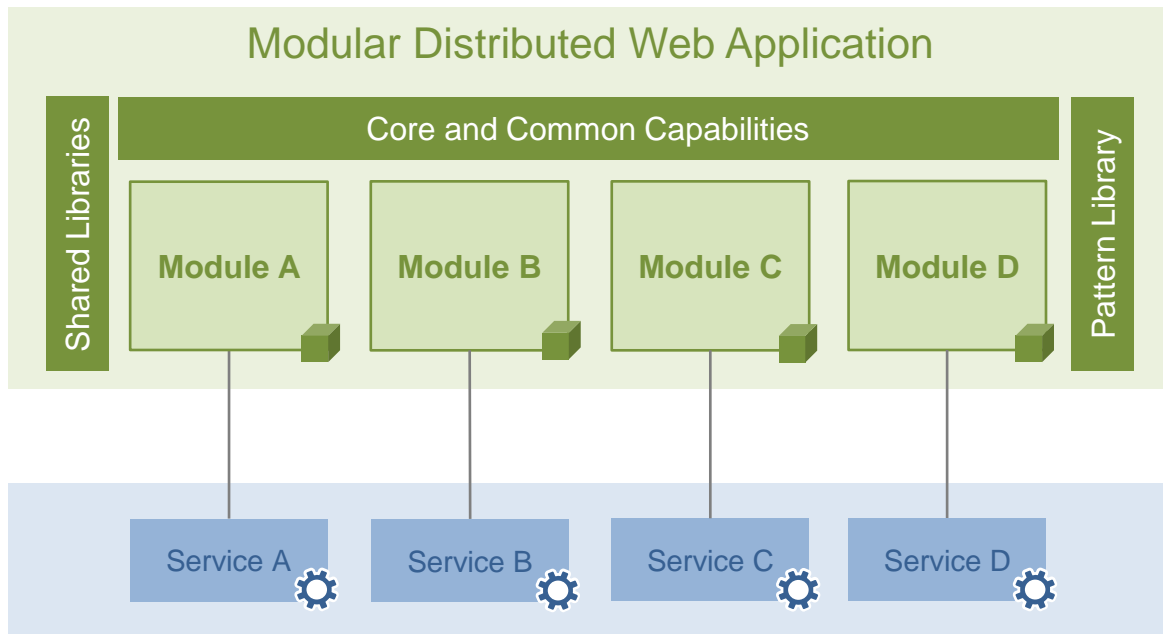 Modular Distributed Web Application
Shared Libraries
Core and Common Capabilities
Pattern Library
Module A
Module B
Module C
Module D
Service A
Service B
Service C
Service D